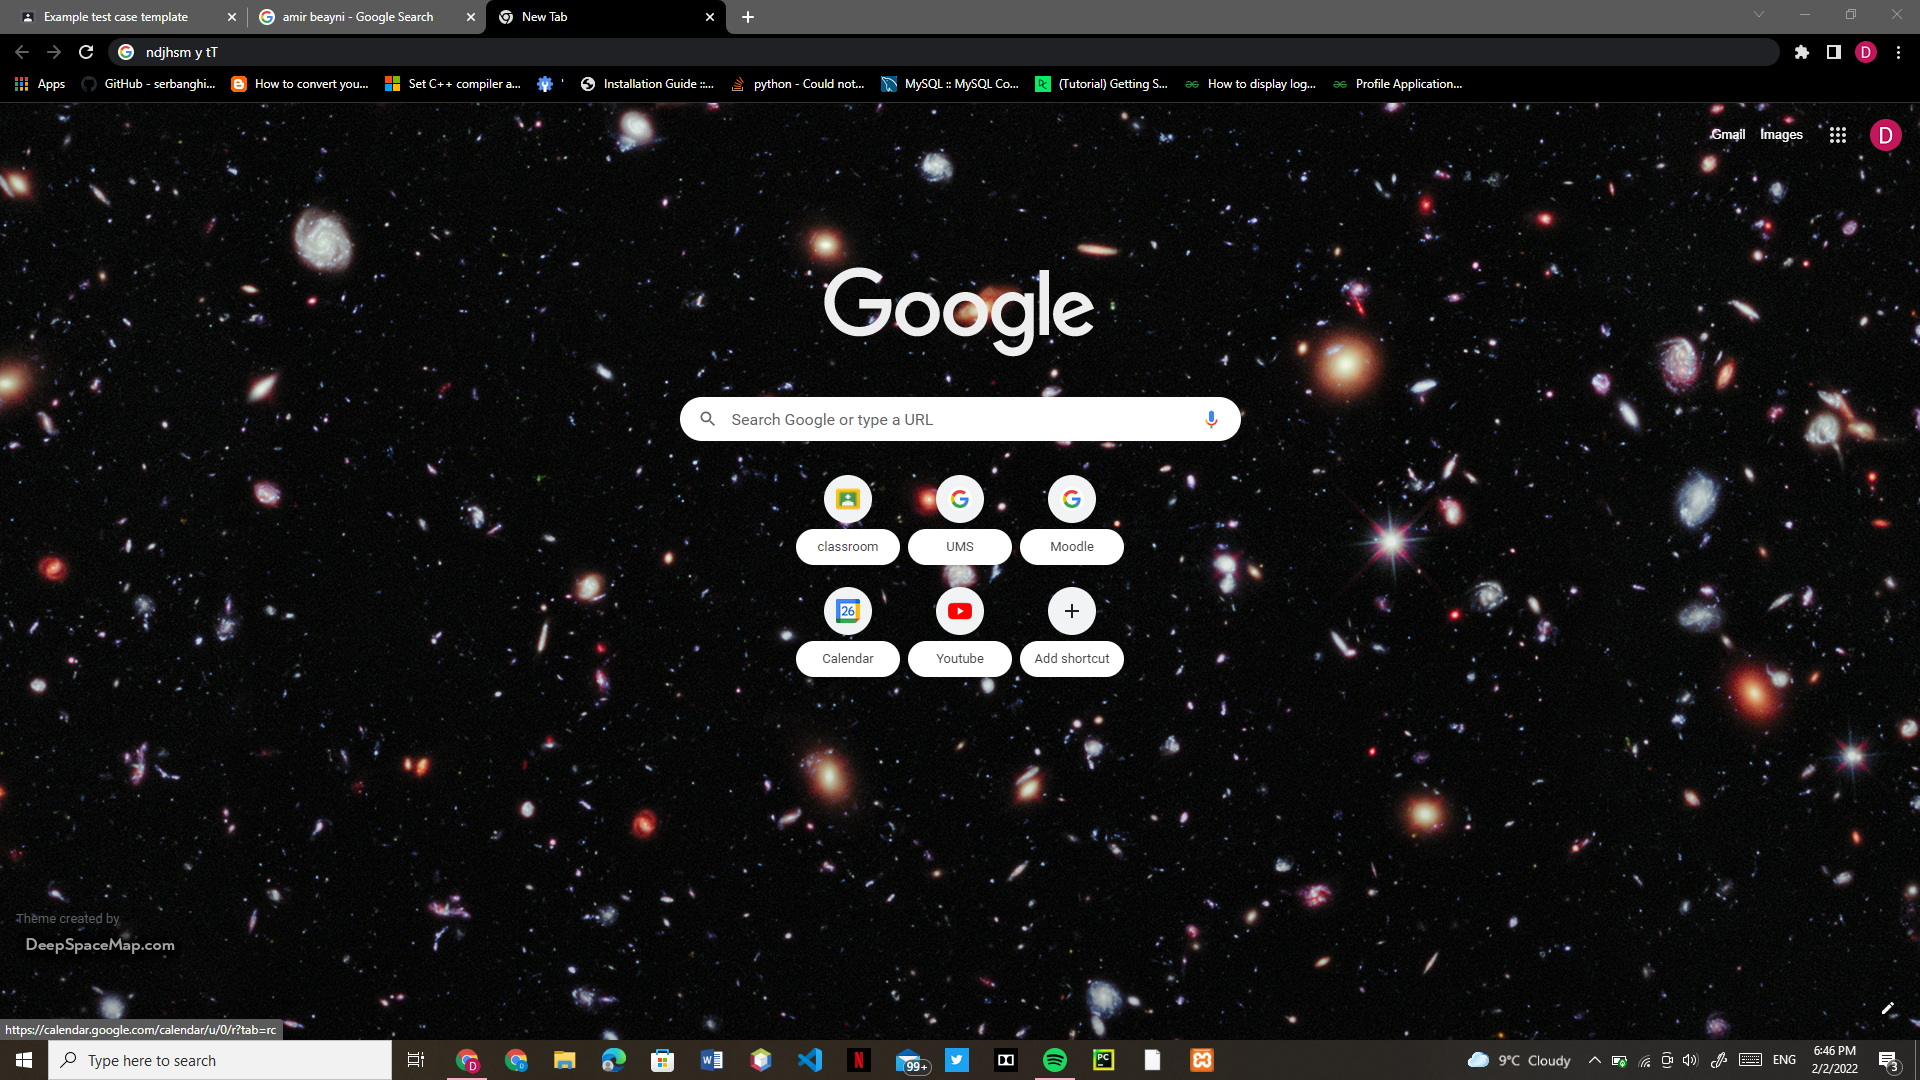 Example test case template
amir beayni - Google Search
New Tab
ndjhsm y tT
D
Apps
GitHub - serbanghi...
How to convert you...
Set C++ compiler a...
'
Installation Guide ::...
python - Could not...
MySQL :: MySQL Co...
(Tutorial) Getting S...
How to display log...
Profile Application...
Gmail
Images
D
Google
Search Google or type a URL
classroom
UMS
Moodle
26
Calendar
Youtube
Add shortcut
Theme created by
DeepSpaceMap.com
https://calendar.google.com/calendar/u/0/r?tab=rc
Type here to search
99+
9°C Cloudy
ENG
6:46 PM
2/2/2022
3